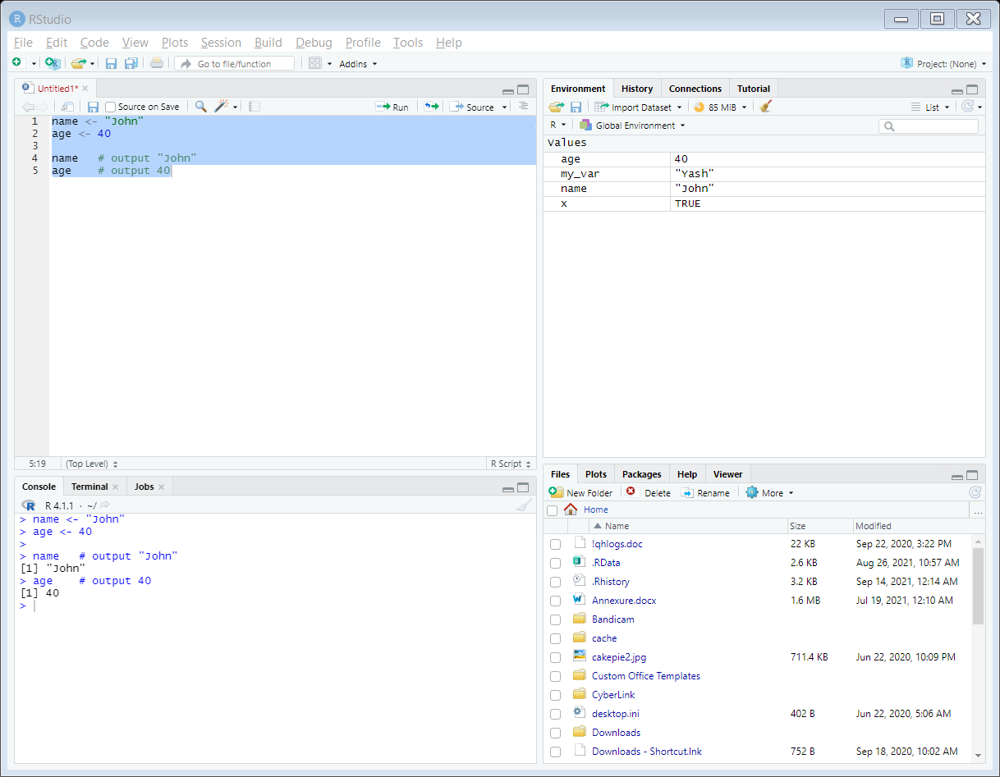 RStudio
File Edit Code View Plots Session Build Debug Profile Tools Help
Go to file/function Addins Project: (None)
Untitled1*
Source on Save Run Source
1 name <- "John"
2 age <- 40
3
4 name   # output "John"
5 age    # output 40
5:19 (Top Level) R Script
Console Terminal Jobs
R 4.1.1 · ~/
> name <- "John"
> age <- 40
>
> name   # output "John"
[1] "John"
> age    # output 40
[1] 40
>
Environment History Connections Tutorial
Import Dataset 85 MiB List
R Global Environment
Values
age 40
my_var "Yash"
name "John"
x TRUE
Files Plots Packages Help Viewer
New Folder Delete Rename More
Home ...
Name Size Modified
!qhlogs.doc 22 KB Sep 22, 2020, 3:22 PM
.RData 2.6 KB Aug 26, 2021, 10:57 AM
.Rhistory 3.2 KB Sep 14, 2021, 12:14 AM
Annexure.docx 1.6 MB Jul 19, 2021, 12:10 AM
Bandicam
cache
cakepie2.jpg 711.4 KB Jun 22, 2020, 10:09 PM
Custom Office Templates
CyberLink
desktop.ini 402 B Jun 22, 2020, 5:06 AM
Downloads
Downloads - Shortcut.lnk 752 B Sep 18, 2020, 10:02 AM